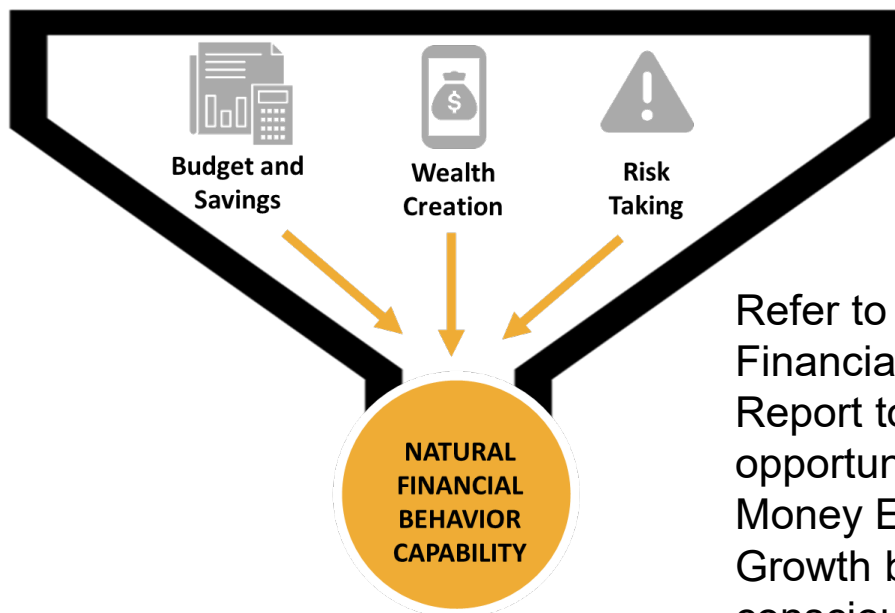 Budget and
Savings
Wealth
Creation
Risk
Taking
$
NATURAL
FINANCIAL
BEHAVIOR
CAPABILITY
Refer to
Financia
Report to
opportun
Money E
Growth b